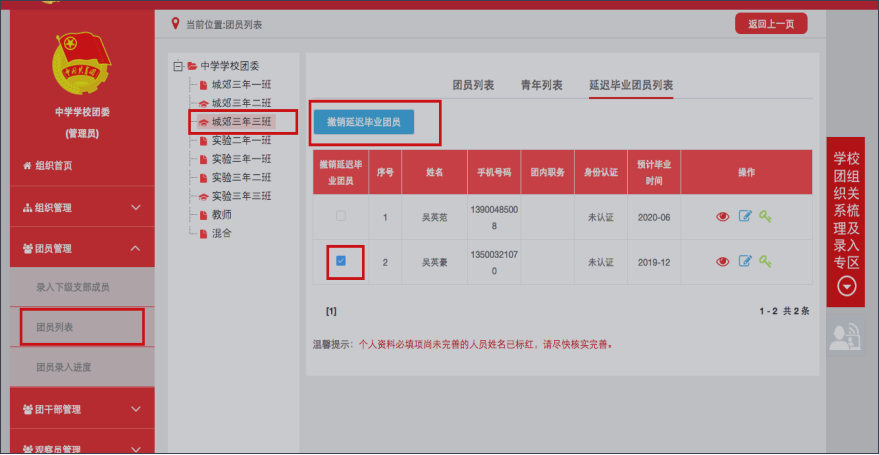 当前位置:团员列表
返回上一页
中学学校团委
(管理员)
组织首页
组织管理
团员管理
录入下级支部成员
团员列表
团员录入进度
团干部管理
观察员管理
中学学校团委
城郊三年一班
城郊三年二班
城郊三年三班
实验二年一班
实验三年一班
实验三年二班
实验三年三班
教师
混合
团员列表 青年列表 延迟毕业团员列表
撤销延迟毕业团员
撤销延迟毕业团员 序号 姓名 手机号码 团内职务 身份认证 预计毕业时间 操作
1 吴英范 13900485008 未认证 2020-06
2 吴英豪 13500321070 未认证 2019-12
[1]
1 - 2 共 2 条
温馨提示：个人资料必填项尚未完善的人员姓名已标红，请尽快核实完善。
学校
团组
织关
系梳
理及
录入
专区